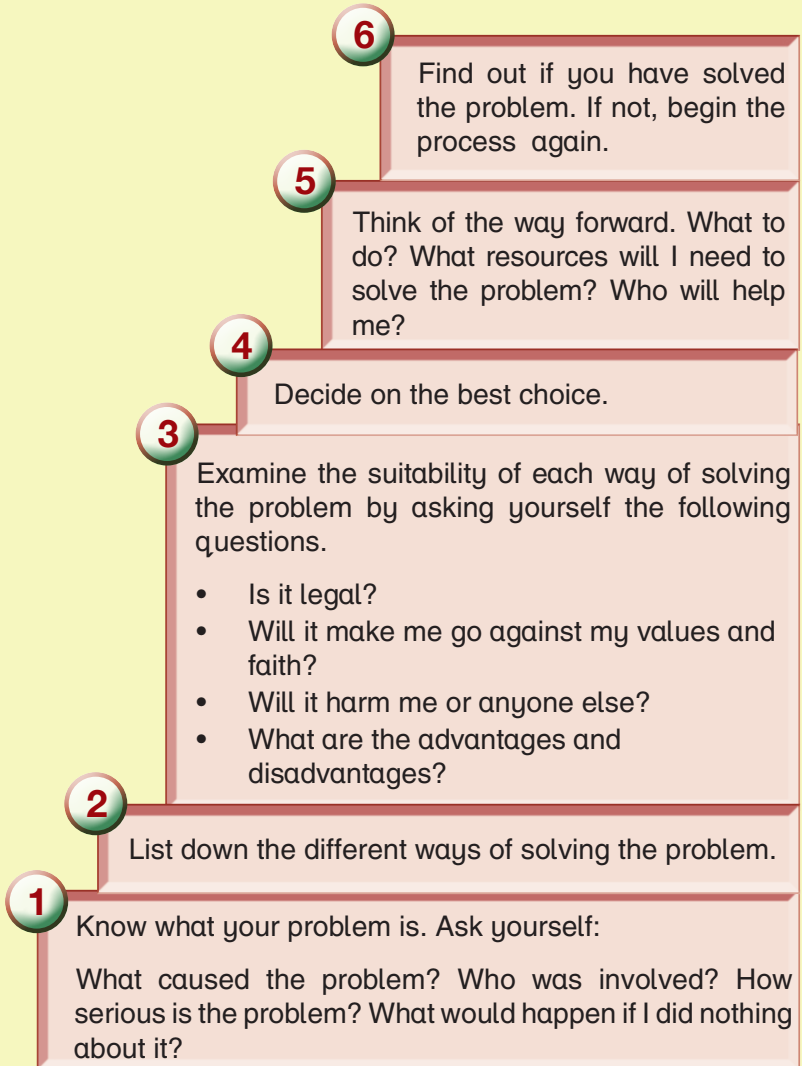 6
Find out if you have solved
the problem. If not, begin the
process again.
5
Think of the way forward. What to
do? What resources will I need to
solve the problem? Who will help
me?
4
Decide on the best choice.
3
Examine the suitability of each way of solving
the problem by asking yourself the following
questions.
• Is it legal?
• Will it make me go against my values and
faith?
• Will it harm me or anyone else?
• What are the advantages and
disadvantages?
2
List down the different ways of solving the problem.
1
Know what your problem is. Ask yourself:
What caused the problem? Who was involved? How
serious is the problem? What would happen if I did nothing
about it?